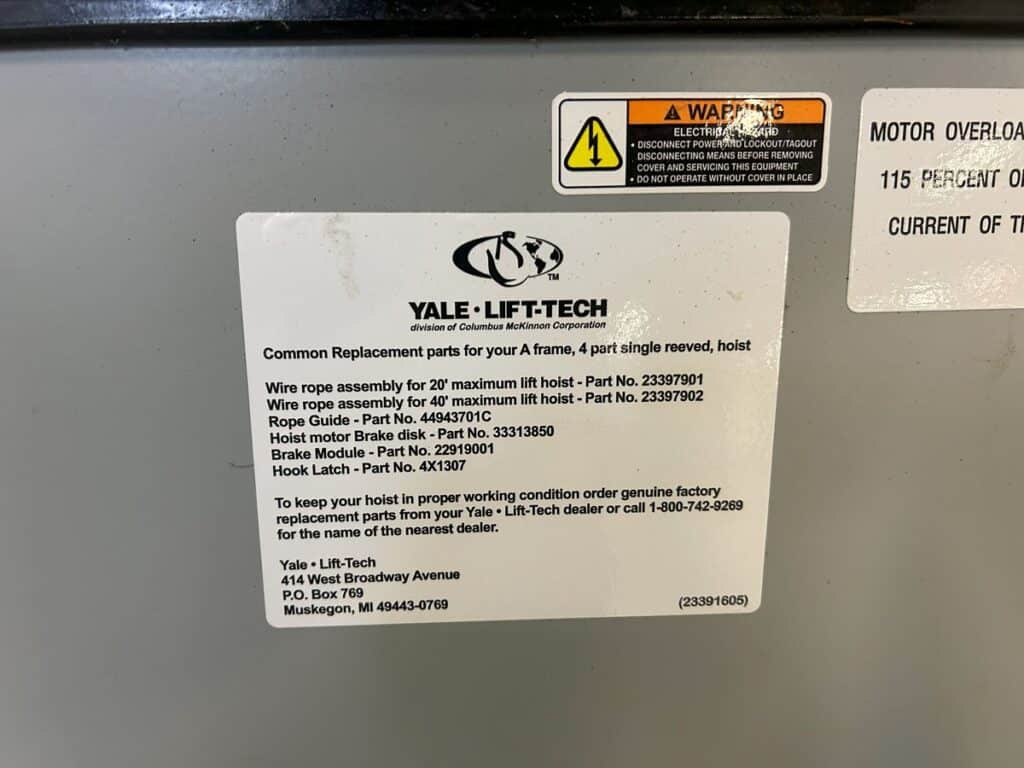 WARNING
ELECTRICAL HAZARD
• DISCONNECT POWER AND LOCKOUT/TAGOUT
DISCONNECTING MEANS BEFORE REMOVING
COVER AND SERVICING THIS EQUIPMENT
• DO NOT OPERATE WITHOUT COVER IN PLACE
MOTOR OVERLOA
115 PERCENT O
CURRENT OF T
TM
YALE • LIFT-TECH
division of Columbus McKinnon Corporation
Common Replacement parts for your A frame, 4 part single reeved, hoist
Wire rope assembly for 20' maximum lift hoist - Part No. 23397901
Wire rope assembly for 40' maximum lift hoist - Part No. 23397902
Rope Guide - Part No. 44943701C
Hoist motor Brake disk - Part No. 33313850
Brake Module - Part No. 22919001
Hook Latch - Part No. 4X1307
To keep your hoist in proper working condition order genuine factory
replacement parts from your Yale • Lift-Tech dealer or call 1-800-742-9269
for the name of the nearest dealer.
Yale • Lift-Tech
414 West Broadway Avenue
P.O. Box 769
Muskegon, MI 49443-0769
(23391605)